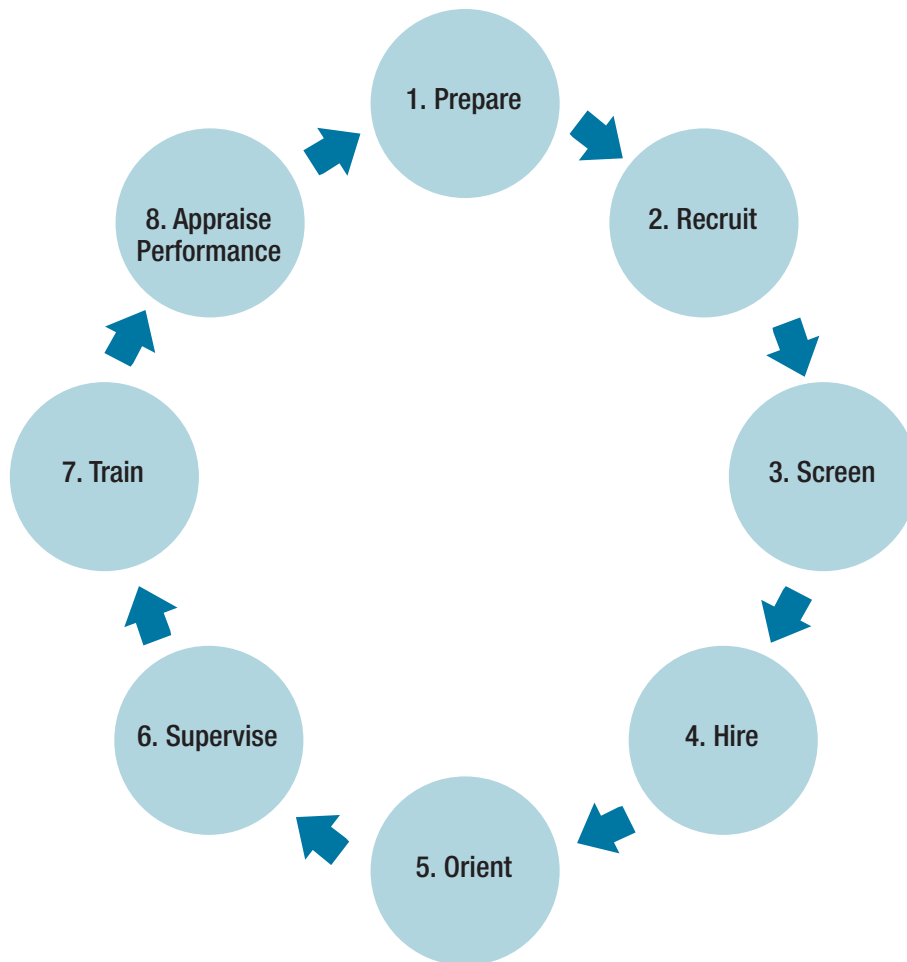 1. Prepare
2. Recruit
3. Screen
4. Hire
5. Orient
6. Supervise
7. Train
8. Appraise
Performance